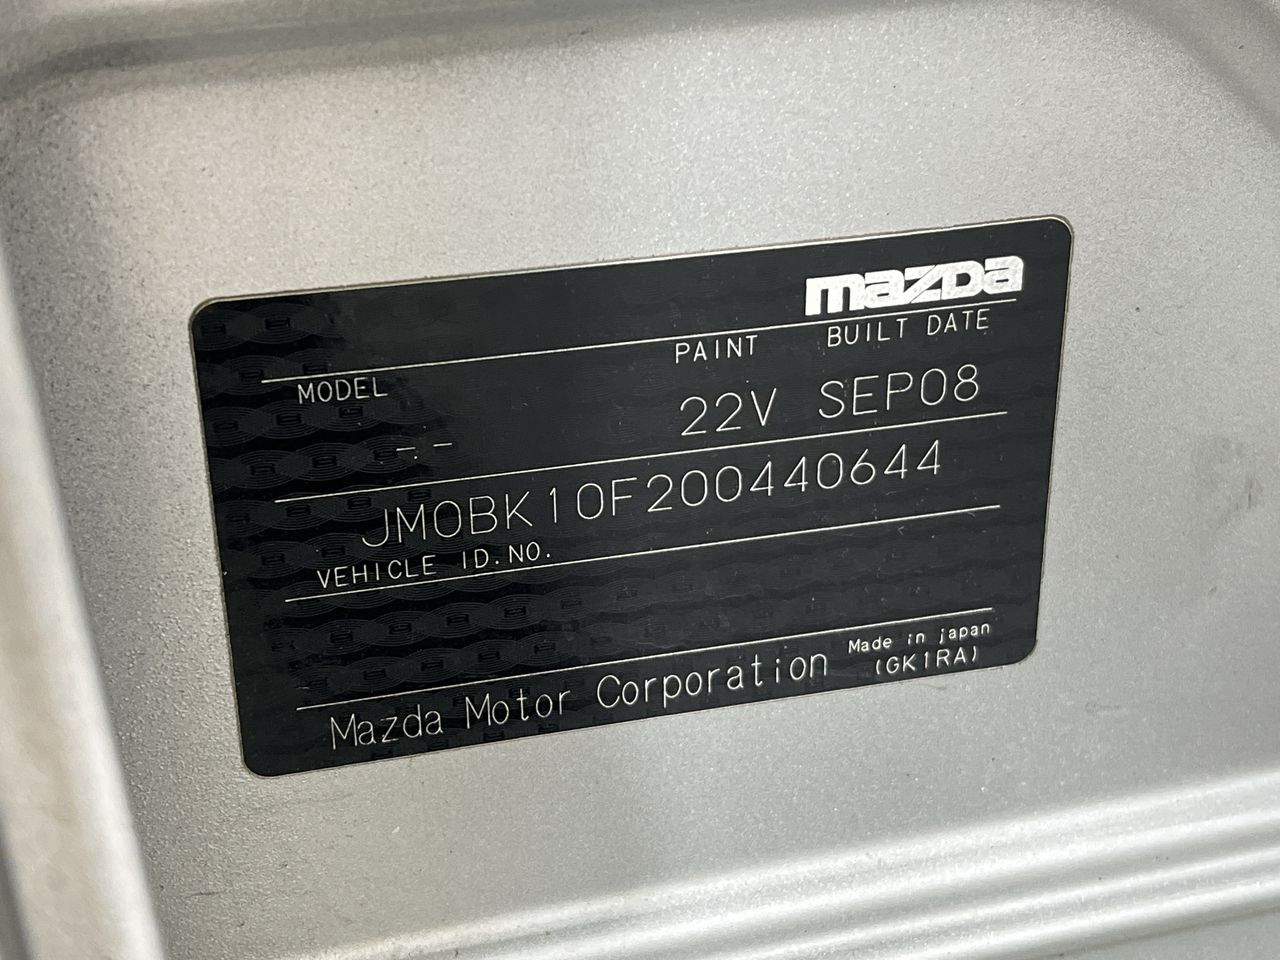 mazda
MODEL PAINT BUILT DATE
-.- 22V SEP08
JM0BK10F200440644
VEHICLE ID.NO.
Mazda Motor Corporation Made in japan
(GK1RA)